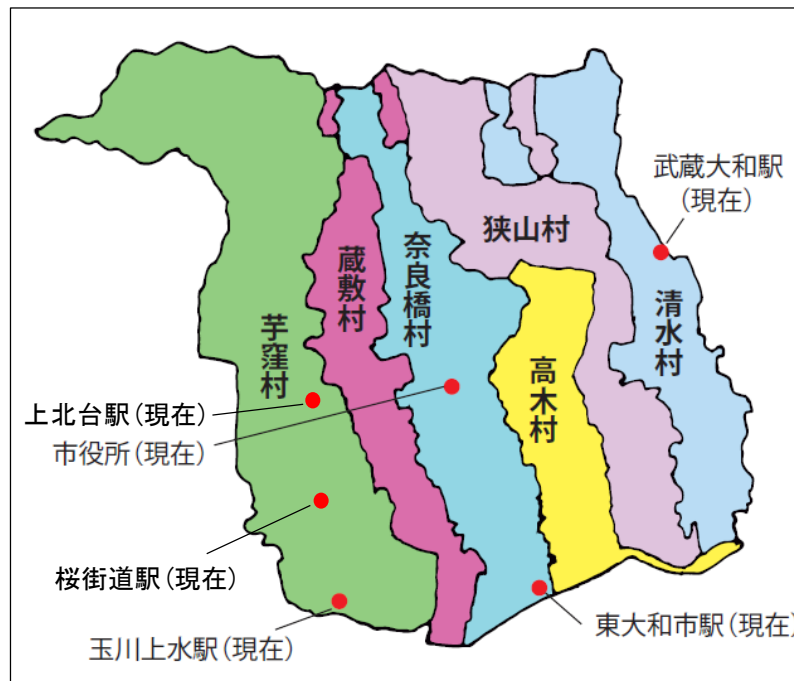 武蔵大和駅
(現在)
狭山村
奈良橋村
蔵敷村
清水村
芋窪村
高木村
上北台駅(現在)
市役所(現在)
桜街道駅(現在)
東大和市駅(現在)
玉川上水駅(現在)